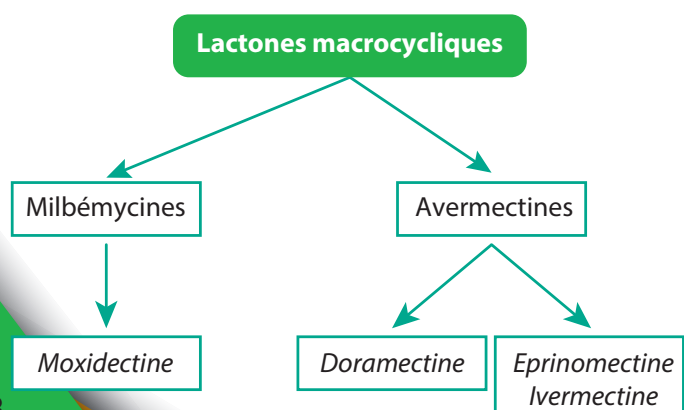 Lactones macrocycliques
Milbémycines
Avermectines
Moxidectine
Doramectine
Eprinomectine
Ivermectine